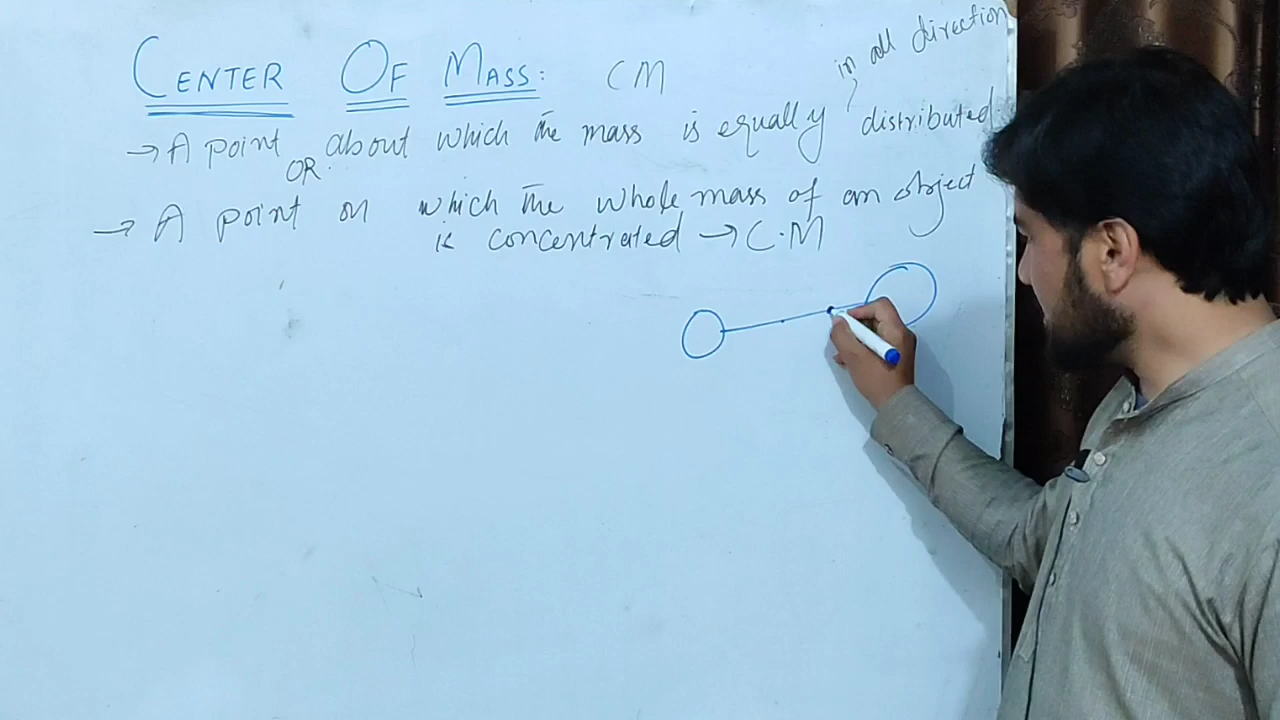 CENTER OF MASS: CM
in all direction
→ A point about which the mass is equally distributed.
OR
→ A point on which the whole mass of an object
is concentrated → C.M